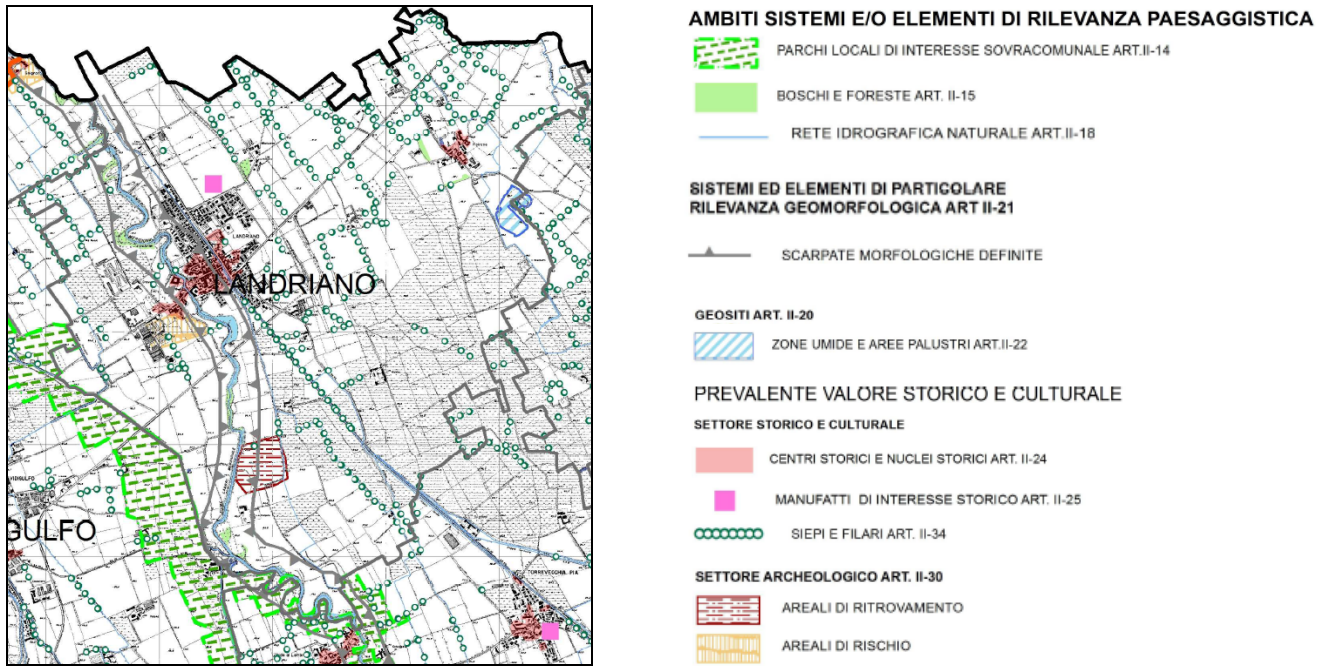 LANDRIANO
LANDRIANO
GULFO
TORREVECCHIA PIA
AMBITI SISTEMI E/O ELEMENTI DI RILEVANZA PAESAGGISTICA
PARCHI LOCALI DI INTERESSE SOVRACOMUNALE ART.II-14
BOSCHI E FORESTE ART. II-15
RETE IDROGRAFICA NATURALE ART.II-18
SISTEMI ED ELEMENTI DI PARTICOLARE
RILEVANZA GEOMORFOLOGICA ART II-21
SCARPATE MORFOLOGICHE DEFINITE
GEOSITI ART. II-20
ZONE UMIDE E AREE PALUSTRI ART.II-22
PREVALENTE VALORE STORICO E CULTURALE
SETTORE STORICO E CULTURALE
CENTRI STORICI E NUCLEI STORICI ART. II-24
MANUFATTI DI INTERESSE STORICO ART. II-25
SIEPI E FILARI ART. II-34
SETTORE ARCHEOLOGICO ART. II-30
AREALI DI RITROVAMENTO
AREALI DI RISCHIO